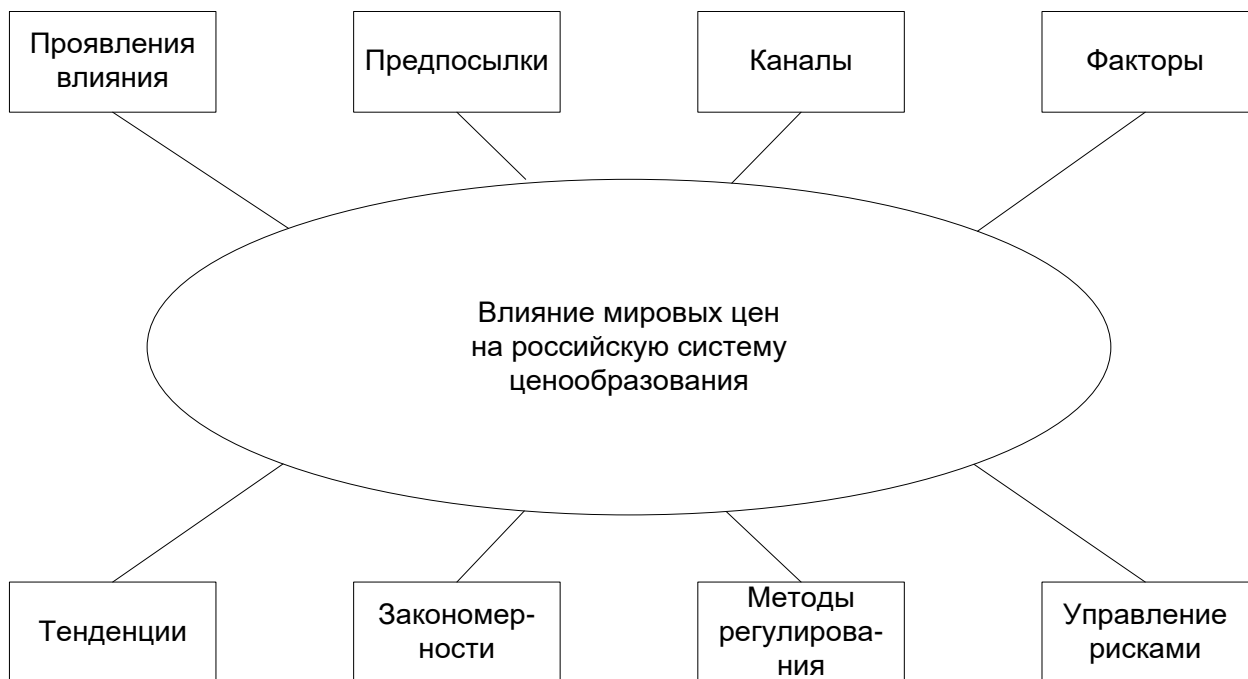 Проявления
влияния
Предпосылки
Каналы
Факторы
Влияние мировых цен
на российскую систему
ценообразования
Тенденции
Закономер-
ности
Методы
регулирова-
ния
Управление
рисками